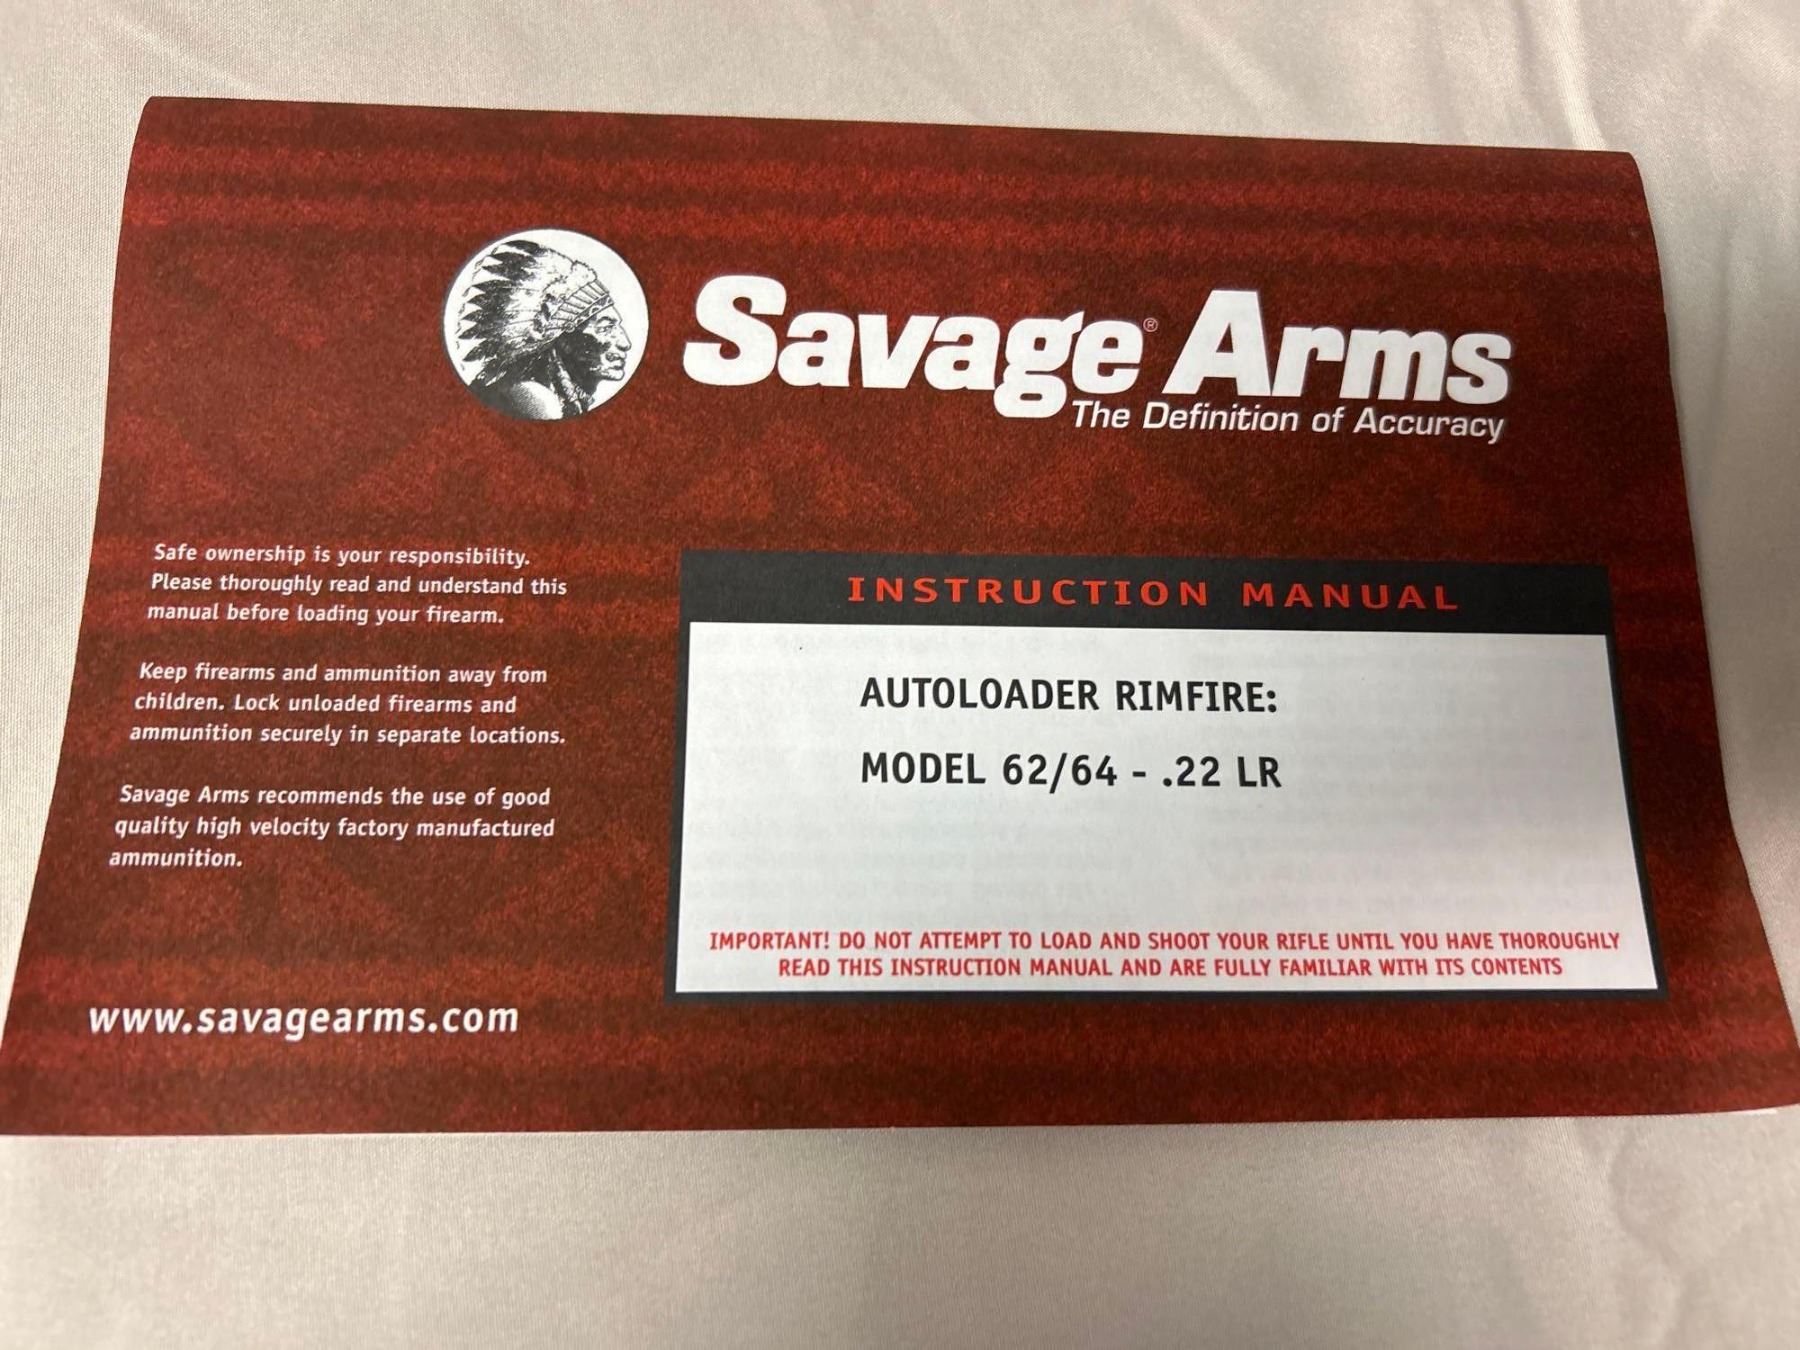 Savage® Arms
The Definition of Accuracy
Safe ownership is your responsibility.
Please thoroughly read and understand this
manual before loading your firearm.
Keep firearms and ammunition away from
children. Lock unloaded firearms and
ammunition securely in separate locations.
Savage Arms recommends the use of good
quality high velocity factory manufactured
ammunition.
www.savagearms.com
INSTRUCTION MANUAL
AUTOLOADER RIMFIRE:
MODEL 62/64 - .22 LR
IMPORTANT! DO NOT ATTEMPT TO LOAD AND SHOOT YOUR RIFLE UNTIL YOU HAVE THOROUGHLY
READ THIS INSTRUCTION MANUAL AND ARE FULLY FAMILIAR WITH ITS CONTENTS